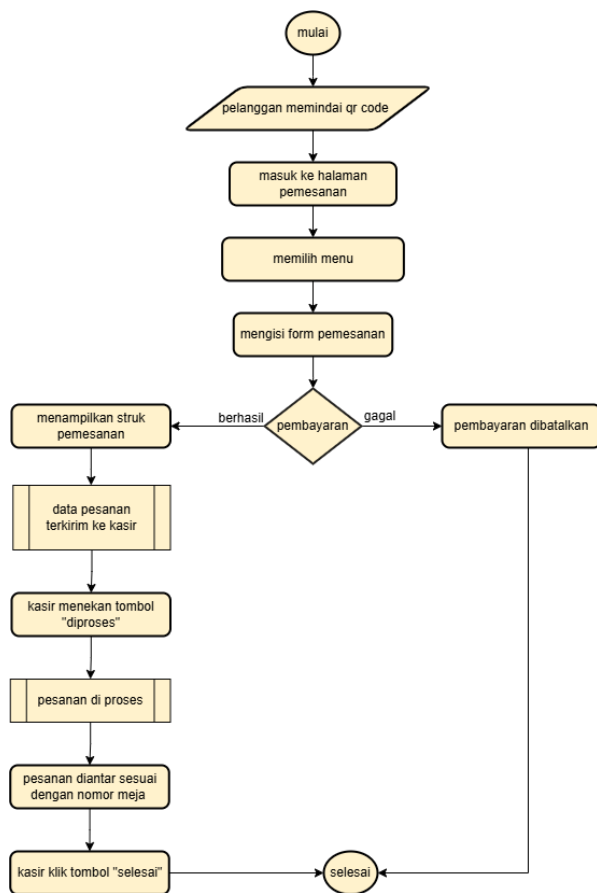 mulai
pelanggan memindai qr code
masuk ke halaman
pemesanan
memilih menu
mengisi form pemesanan
menampilkan struk
pemesanan
berhasil
pembayaran
gagal
pembayaran dibatalkan
data pesanan
terkirim ke kasir
kasir menekan tombol
"diproses"
pesanan di proses
pesanan diantar sesuai
dengan nomor meja
kasir klik tombol "selesai"
selesai